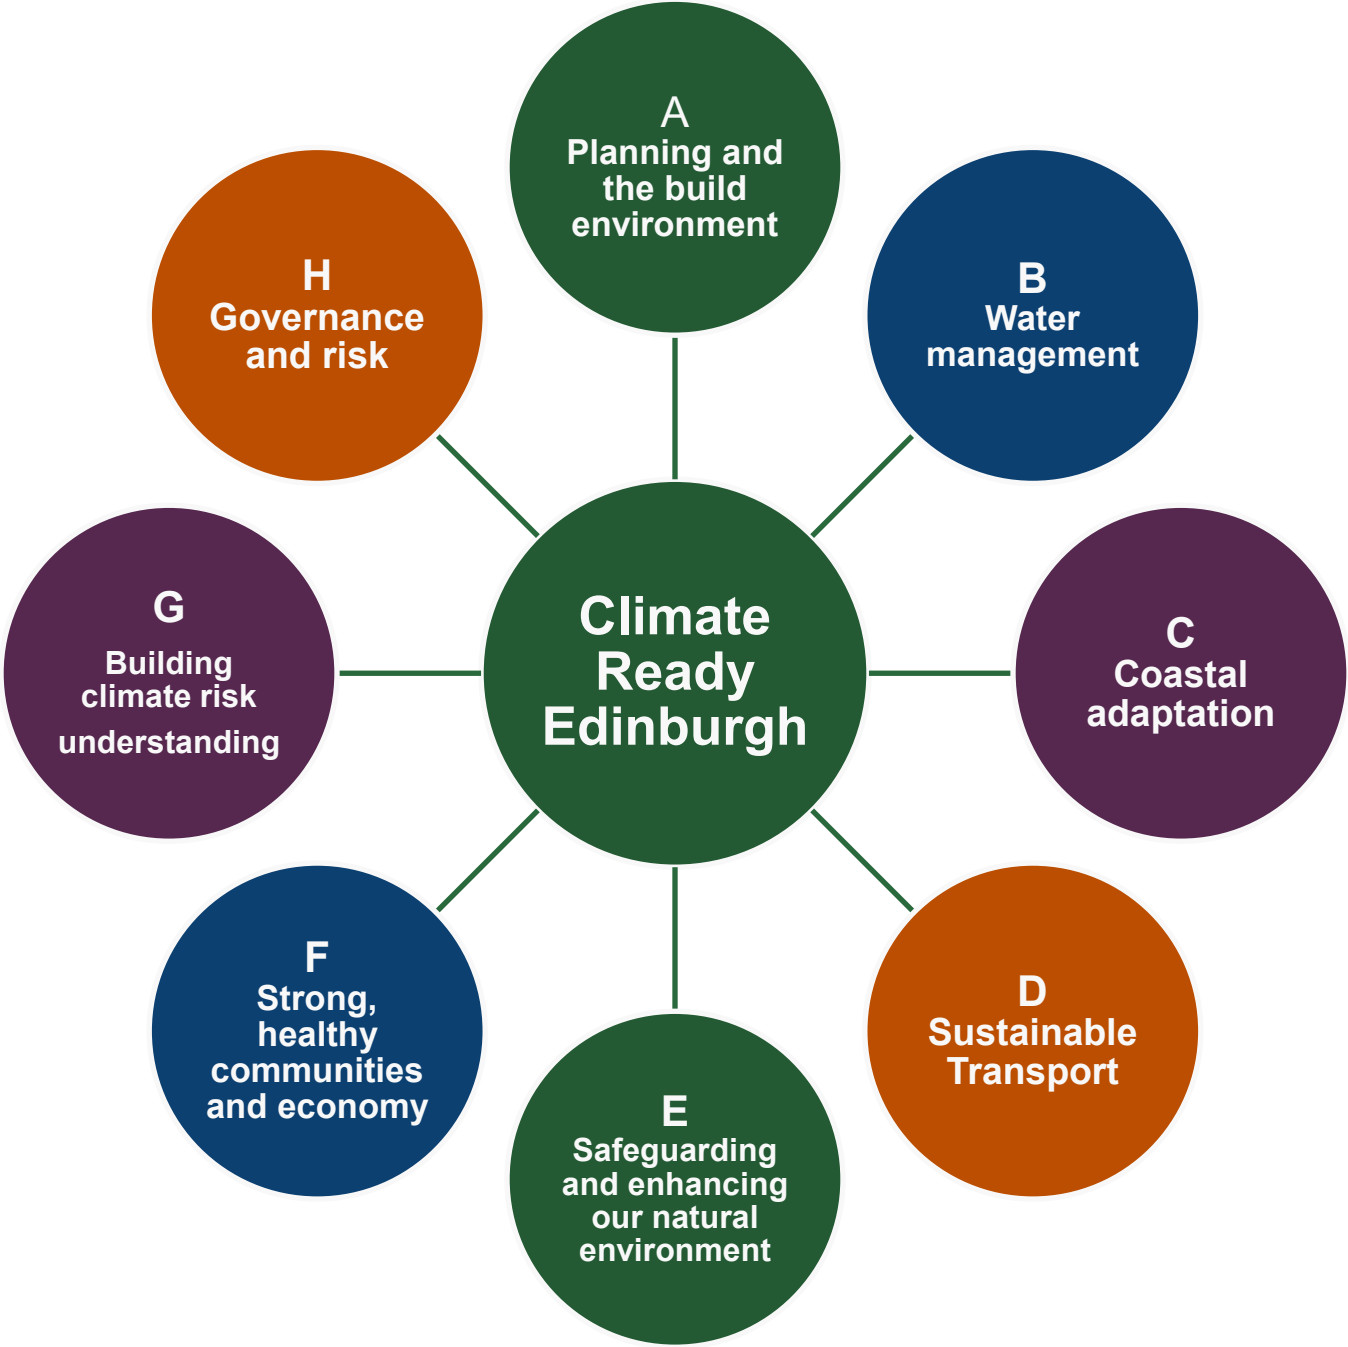 A
Planning and
the build
environment
B
Water
management
C
Coastal
adaptation
D
Sustainable
Transport
E
Safeguarding
and enhancing
our natural
environment
F
Strong,
healthy
communities
and economy
G
Building
climate risk
understanding
H
Governance
and risk
Climate
Ready
Edinburgh